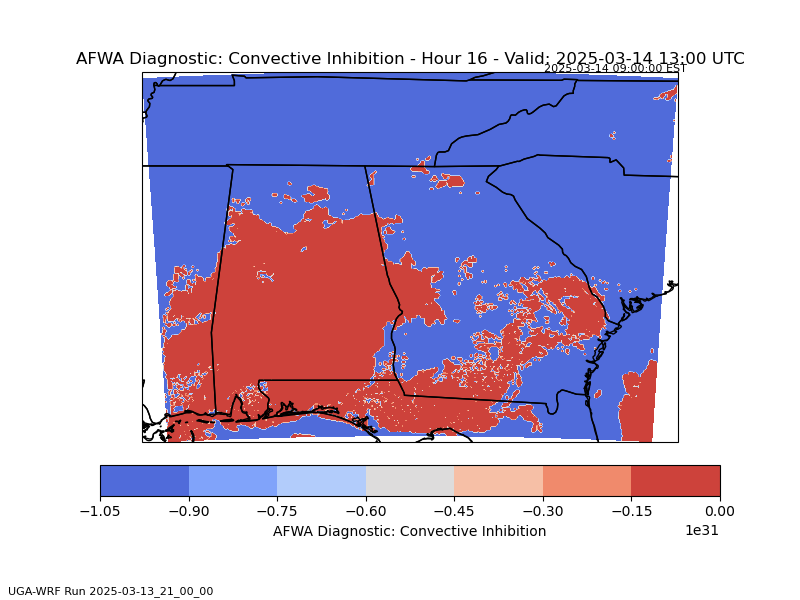 AFWA Diagnostic: Convective Inhibition - Hour 16 - Valid: 2025-03-14 13:00 UTC
2025-03-14 09:00:00 EST
−1.05 −0.90 −0.75 −0.60 −0.45 −0.30 −0.15 0.00
1e31
AFWA Diagnostic: Convective Inhibition
UGA-WRF Run 2025-03-13_21_00_00